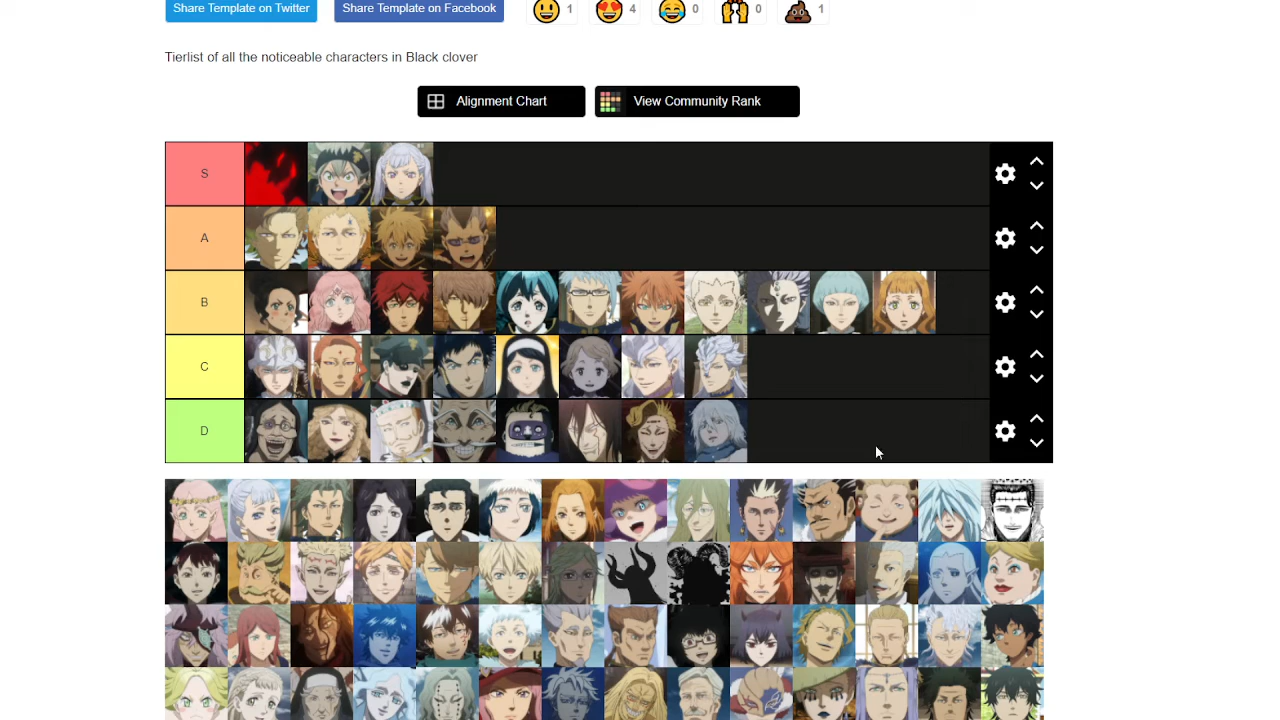 Share Template on Twitter Share Template on Facebook 1 4 0 0 1
Tierlist of all the noticeable characters in Black clover
Alignment Chart View Community Rank
S
A
B
C
D